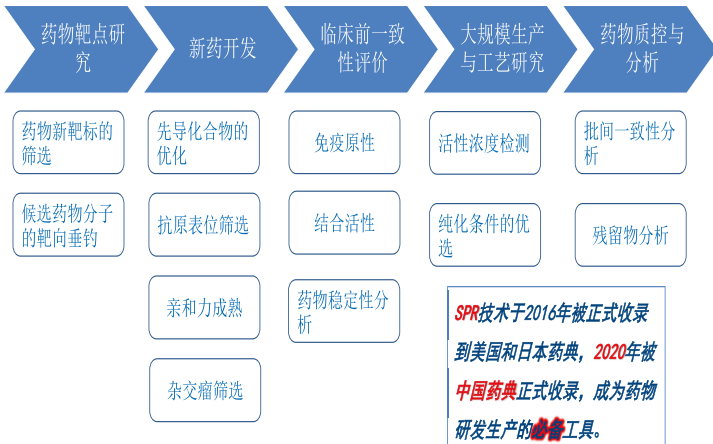 药物靶点研
究
新药开发
临床前一致
性评价
大规模生产
与工艺研究
药物质控与
分析
药物新靶标的
筛选
候选药物分子
的靶向垂钓
先导化合物的
优化
抗原表位筛选
亲和力成熟
杂交瘤筛选
免疫原性
结合活性
药物稳定性分
析
活性浓度检测
纯化条件的优
选
批间一致性分
析
残留物分析
SPR技术于2016年被正式收录
到美国和日本药典，2020年被
中国药典正式收录，成为药物
研发生产的必备工具。